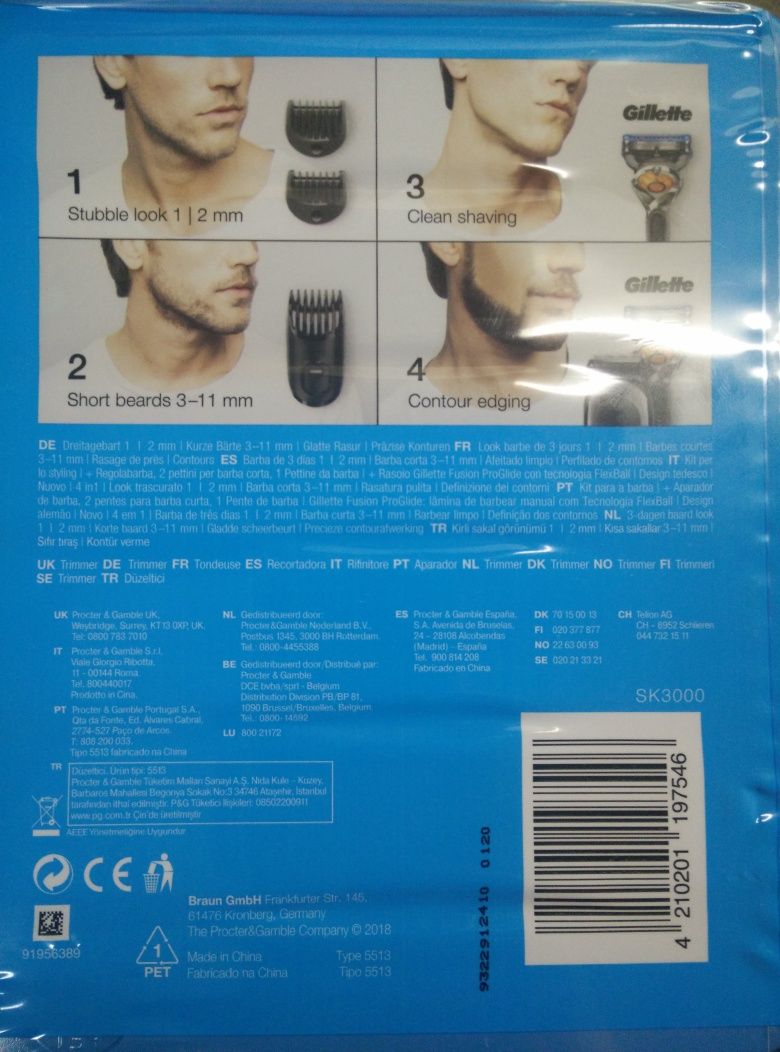 1
Stubble look 1 | 2 mm
Gillette
3
Clean shaving
2
Short beards 3–11 mm
Gillette
4
Contour edging
DE Dreitagebart 1 | 2 mm | Kurze Bärte 3–11 mm | Glatte Rasur | Präzise Konturen FR Look barbe de 3 jours 1 | 2 mm | Barbes courtes
3–11 mm | Rasage de près | Contours ES Barba de 3 días 1 | 2 mm | Barba corta 3–11 mm | Afeitado limpio | Perfilado de contornos IT Kit per
lo styling | + Regolabarba, 2 pettini per barba corta, 1 Pettine da barba | + Rasoio Gillette Fusion ProGlide con tecnologia FlexBall | Design tedesco |
Nuovo | 4 in1 | Look trascurato 1 | 2 mm | Barba corta 3–11 mm | Rasatura pulita | Definizione dei contorni PT Kit para a barba | + Aparador
de barba, 2 pentes para barba curta, 1 Pente de barba | Gillette Fusion ProGlide: lâmina de barbear manual com Tecnologia FlexBall | Design
alemão | Novo | 4 em 1 | Barba de três dias 1 | 2 mm | Barba curta 3–11 mm | Barbear limpo | Definição dos contornos NL 3-dagen baard look
1 | 2 mm | Korte baard 3–11 mm | Gladde scheerbeurt | Precieze contourafwerking TR Kirli sakal görünümü 1 | 2 mm | Kısa sakallar 3–11 mm |
Sıfır tıraş | Kontür verme
UK Trimmer DE Trimmer FR Tondeuse ES Recortadora IT Rifinitore PT Aparador NL Trimmer DK Trimmer NO Trimmer FI Trimmeri
SE Trimmer TR Düzeltici
UK Procter & Gamble UK,
Weybridge, Surrey, KT13 0XP, UK.
Tel: 0800 783 7010
IT Procter & Gamble S.r.l.
Viale Giorgio Ribotta,
11 - 00144 Roma.
Tel. 800440017
Prodotto in Cina.
PT Procter & Gamble Portugal S.A.,
Qta da Fonte, Ed. Álvares Cabral,
2774-527 Paço de Arcos.
T: 808 200 033.
Tipo 5513 fabricado na China
NL Gedistribueerd door:
Procter&Gamble Nederland B.V.,
Postbus 1345, 3000 BH Rotterdam.
Tel.: 0800-4455388
BE Gedistribueerd door/Distribué par:
Procter & Gamble
DCE bvba/sprl - Belgium
Distribution Division PB/BP 81,
1090 Brussel/Bruxelles, Belgium.
Tel.: 0800-14592
LU 800 21172
ES Procter & Gamble España,
S.A. Avenida de Bruselas,
24 – 28108 Alcobendas
(Madrid) – España
Tel. 900 814 208
Fabricado en China
DK 70 15 00 13
FI 020 377 877
NO 22 63 00 93
SE 020 21 33 21
CH Telion AG
CH - 8952 Schlieren
044 732 15 11
SK3000
TR Düzeltici. Ürün tipi: 5513
Procter & Gamble Tüketim Malları Sanayi A.Ş. Nida Kule – Kuzey,
Barbaros Mahallesi Begonya Sokak No:3 34746 Ataşehir, İstanbul
tarafından ithal edilmiştir. P&G Tüketici İlişkileri: 08502200911
www.pg.com.tr Çin'de üretilmiştir
AEEE Yönetmeliğine Uygundur
CE
91956389
1
PET
Braun GmbH Frankfurter Str. 145,
61476 Kronberg, Germany
The Procter&Gamble Company © 2018
Made in China Type 5513
Fabricado na China Tipo 5513
9322912410 0120
4 210201 197546